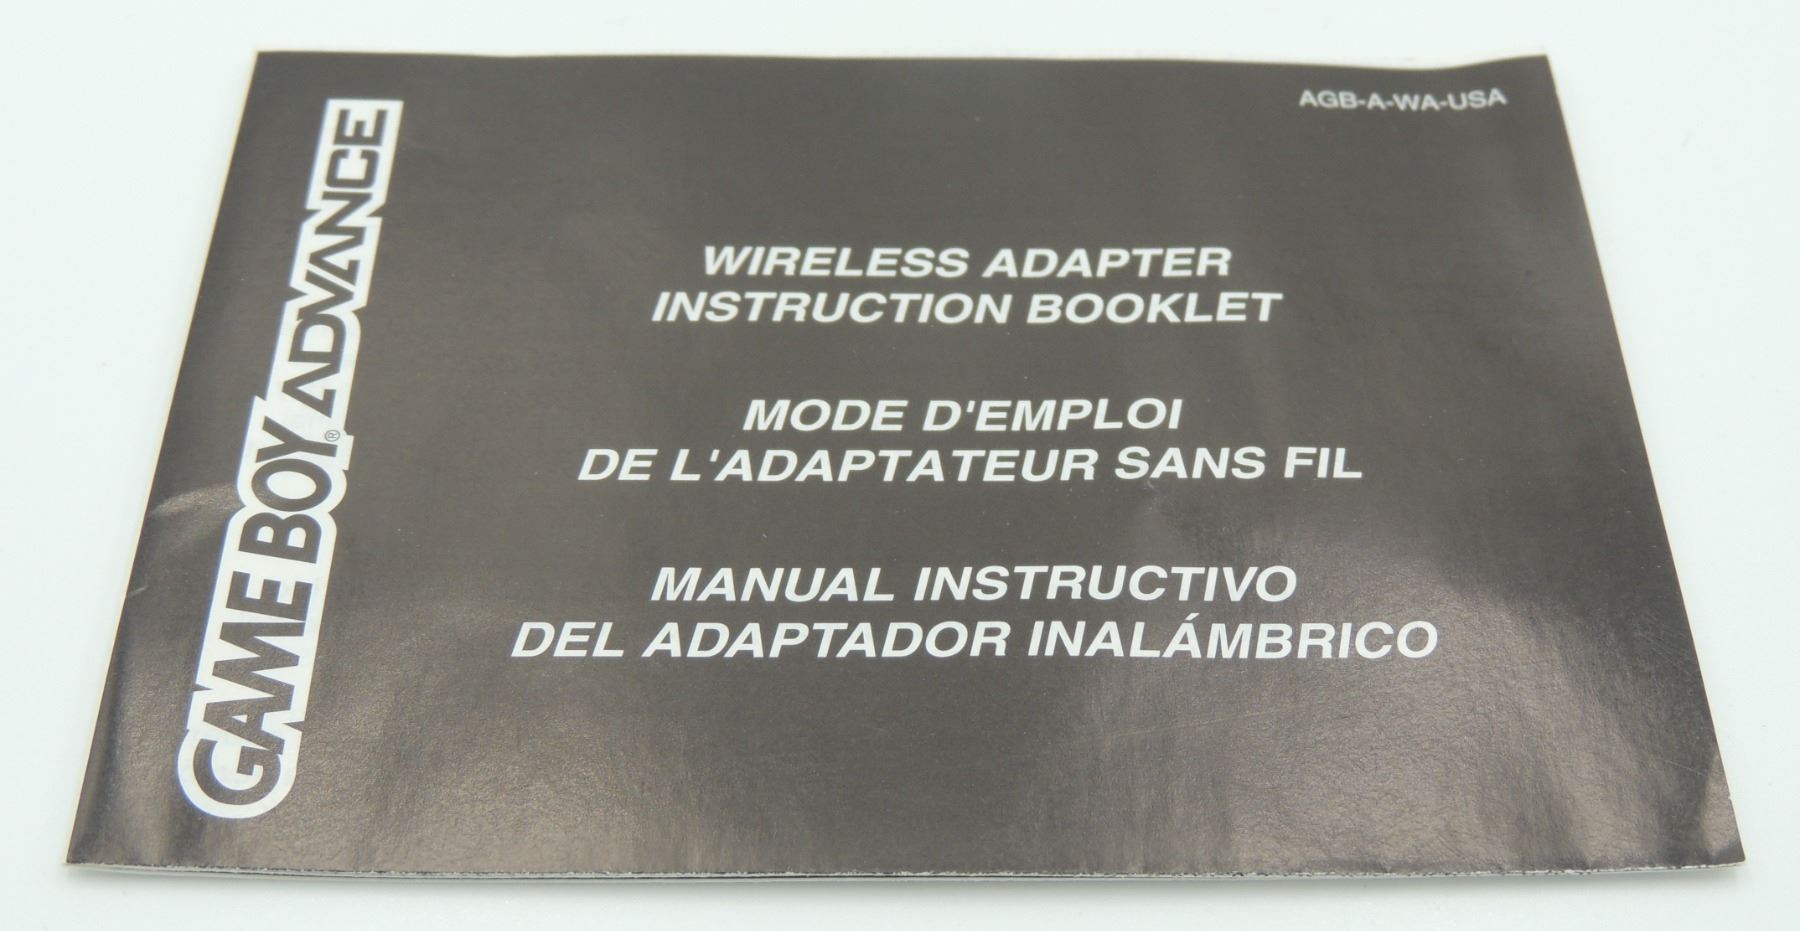 AGB-A-WA-USA
GAME BOY® ADVANCE
WIRELESS ADAPTER
INSTRUCTION BOOKLET
MODE D'EMPLOI
DE L'ADAPTATEUR SANS FIL
MANUAL INSTRUCTIVO
DEL ADAPTADOR INALÁMBRICO